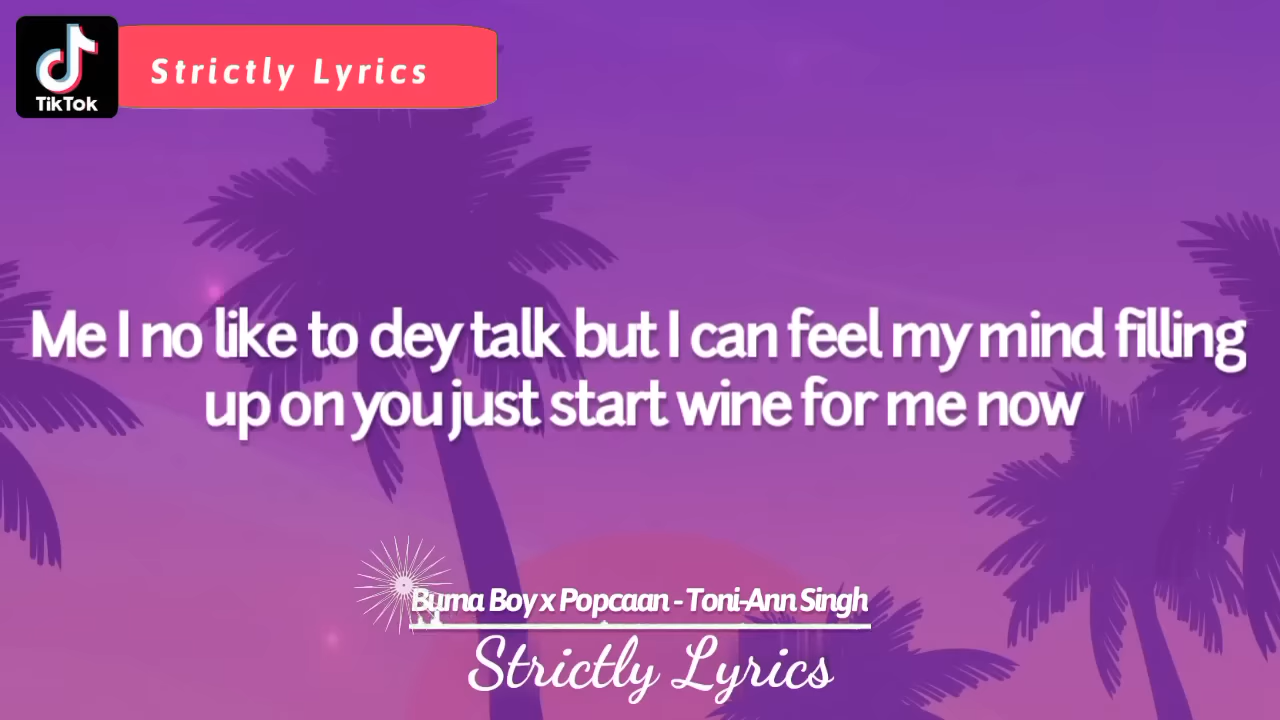 TikTok
Strictly Lyrics
Me I no like to dey talk but I can feel my mind filling
up on you just start wine for me now
Burna Boy x Popcaan - Toni-Ann Singh
Strictly Lyrics